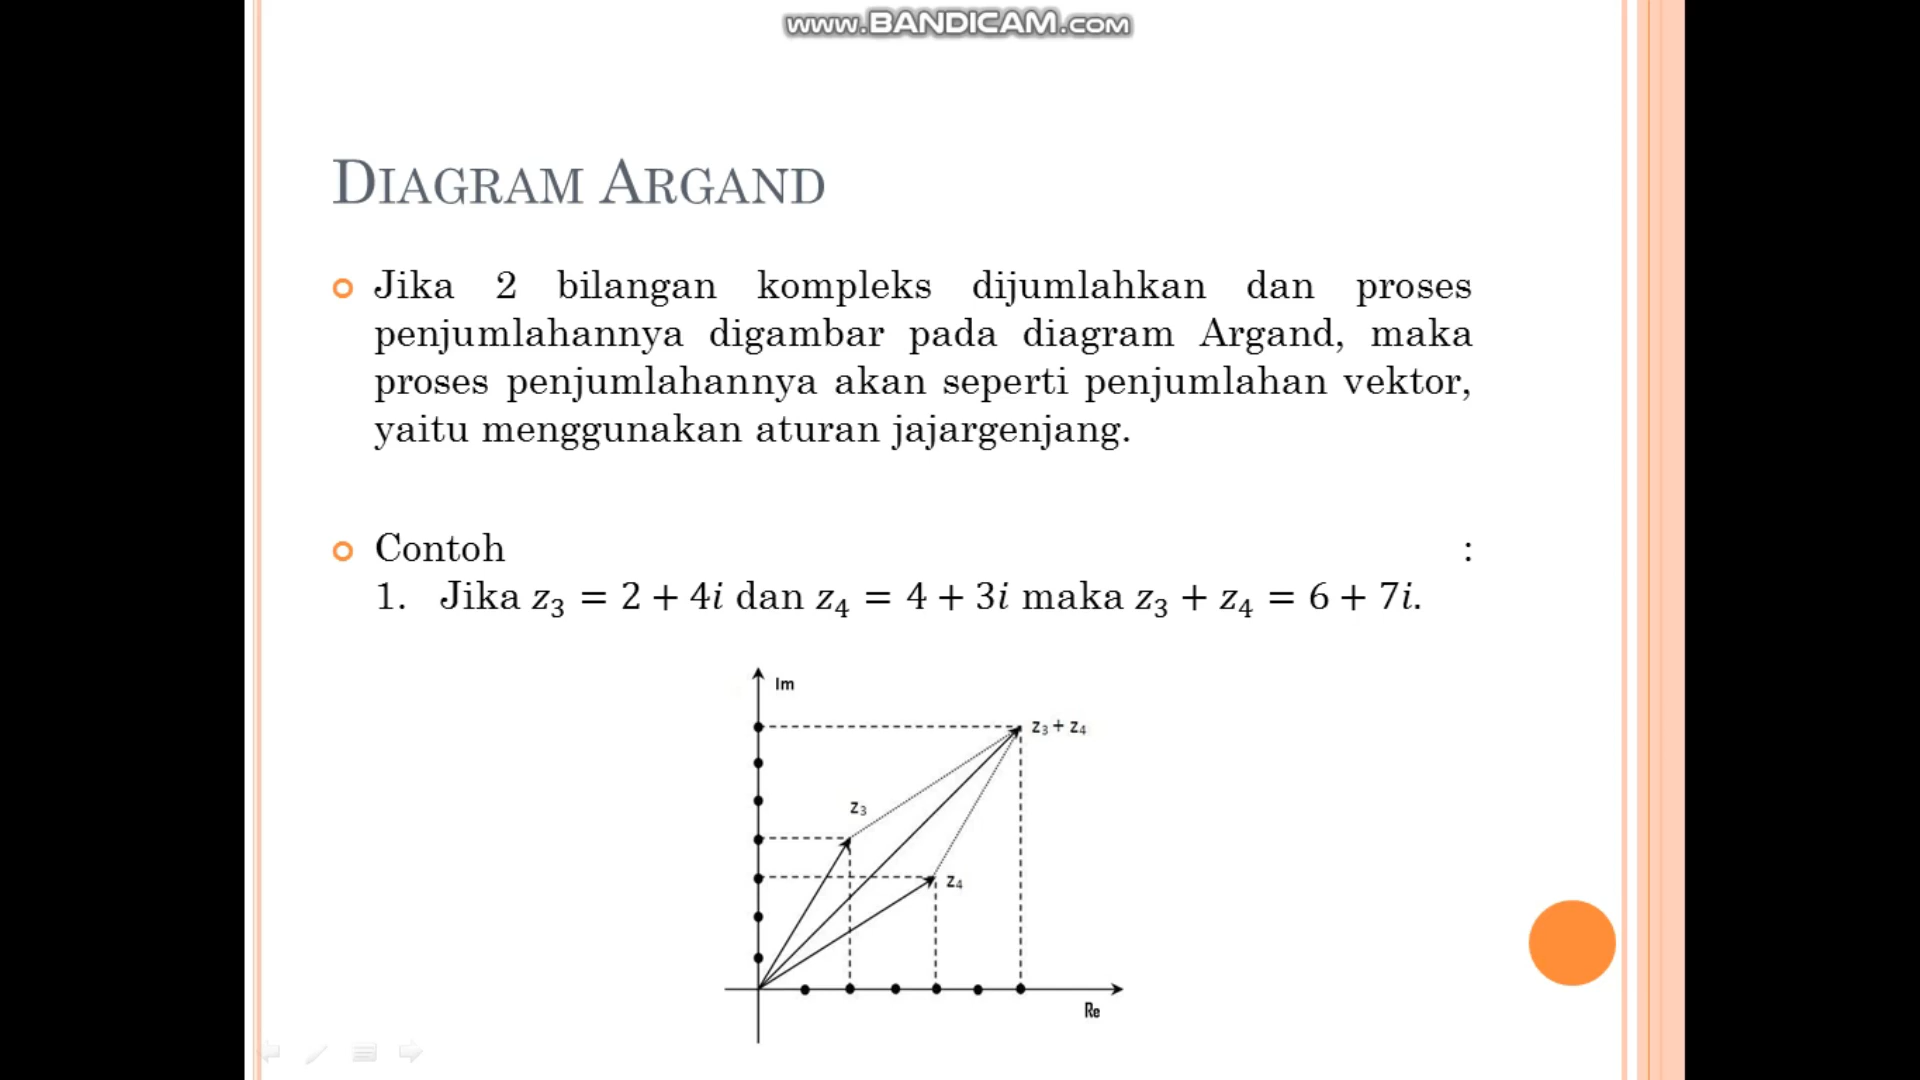 www.BANDICAM.com
DIAGRAM ARGAND
Jika 2 bilangan kompleks dijumlahkan dan proses
penjumlahannya digambar pada diagram Argand, maka
proses penjumlahannya akan seperti penjumlahan vektor,
yaitu menggunakan aturan jajargenjang.
Contoh :
1. Jika z₃ = 2 + 4i dan z₄ = 4 + 3i maka z₃ + z₄ = 6 + 7i.
Im
z₃ + z₄
z₃
z₄
Re